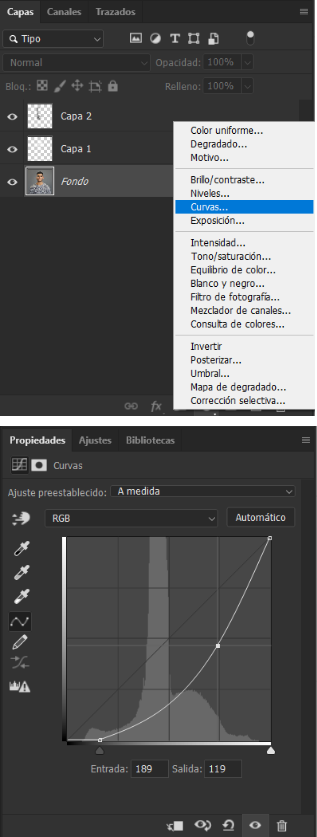 Capas Canales Trazados
Tipo
Normal Opacidad: 100%
Bloq.: Relleno: 100%
Capa 2
Capa 1
Fondo
Color uniforme...
Degradado...
Motivo...
Brillo/contraste...
Niveles...
Curvas...
Exposición...
Intensidad...
Tono/saturación...
Equilibrio de color...
Blanco y negro...
Filtro de fotografía...
Mezclador de canales...
Consulta de colores...
Invertir
Posterizar...
Umbral...
Mapa de degradado...
Corrección selectiva...
fx
Propiedades Ajustes Bibliotecas
Curvas
Ajuste preestablecido: A medida
RGB Automático
Entrada: 189 Salida: 119